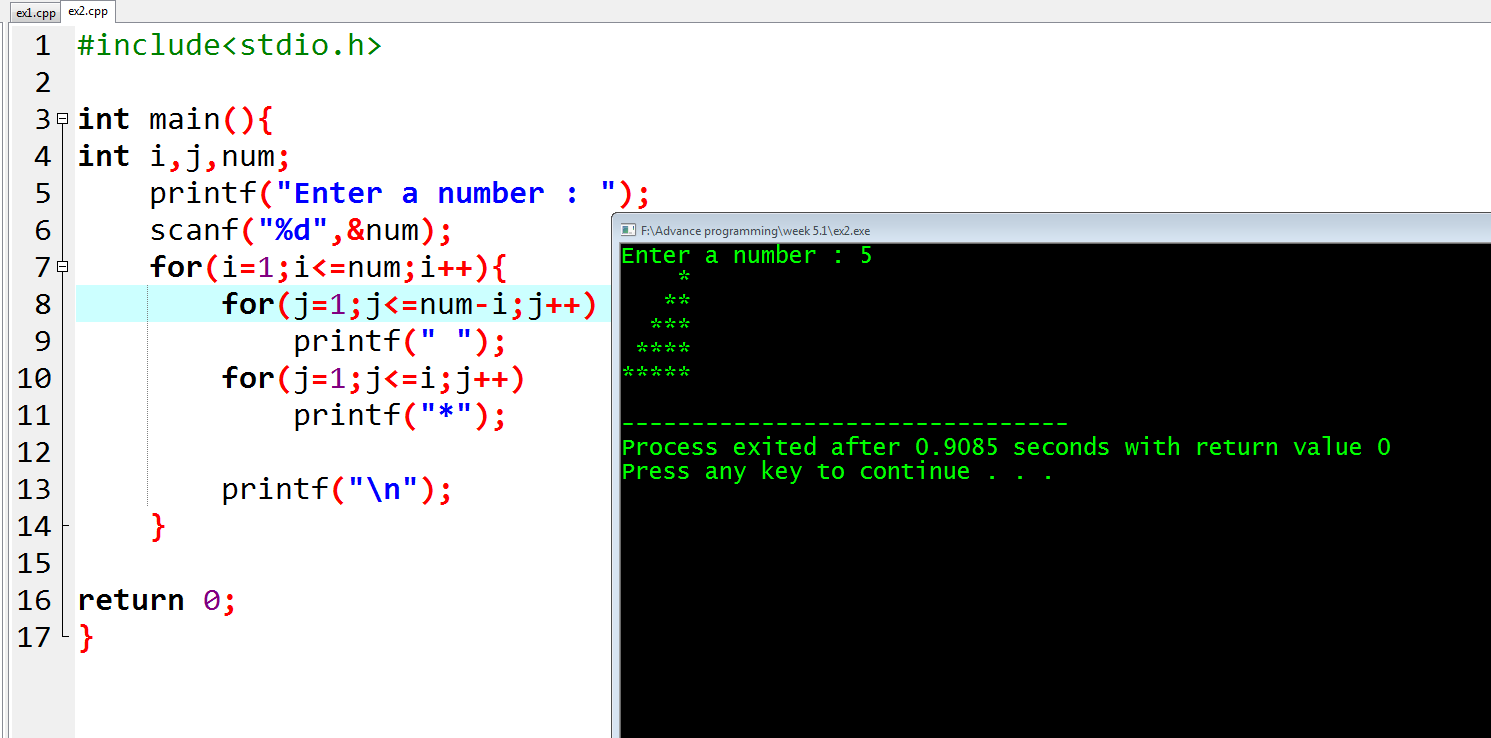 ex1.cpp ex2.cpp
1 #include<stdio.h>
2
3 int main(){
4 int i,j,num;
5     printf("Enter a number : ");
6     scanf("%d",&num);
7     for(i=1;i<=num;i++){
8         for(j=1;j<=num-i;j++)
9             printf(" ");
10         for(j=1;j<=i;j++)
11             printf("*");
12
13         printf("\n");
14     }
15
16 return 0;
17 }
F:\Advance programming\week 5.1\ex2.exe
Enter a number : 5
    *
   **
  ***
 ****
*****
--------------------------------
Process exited after 0.9085 seconds with return value 0
Press any key to continue . . .